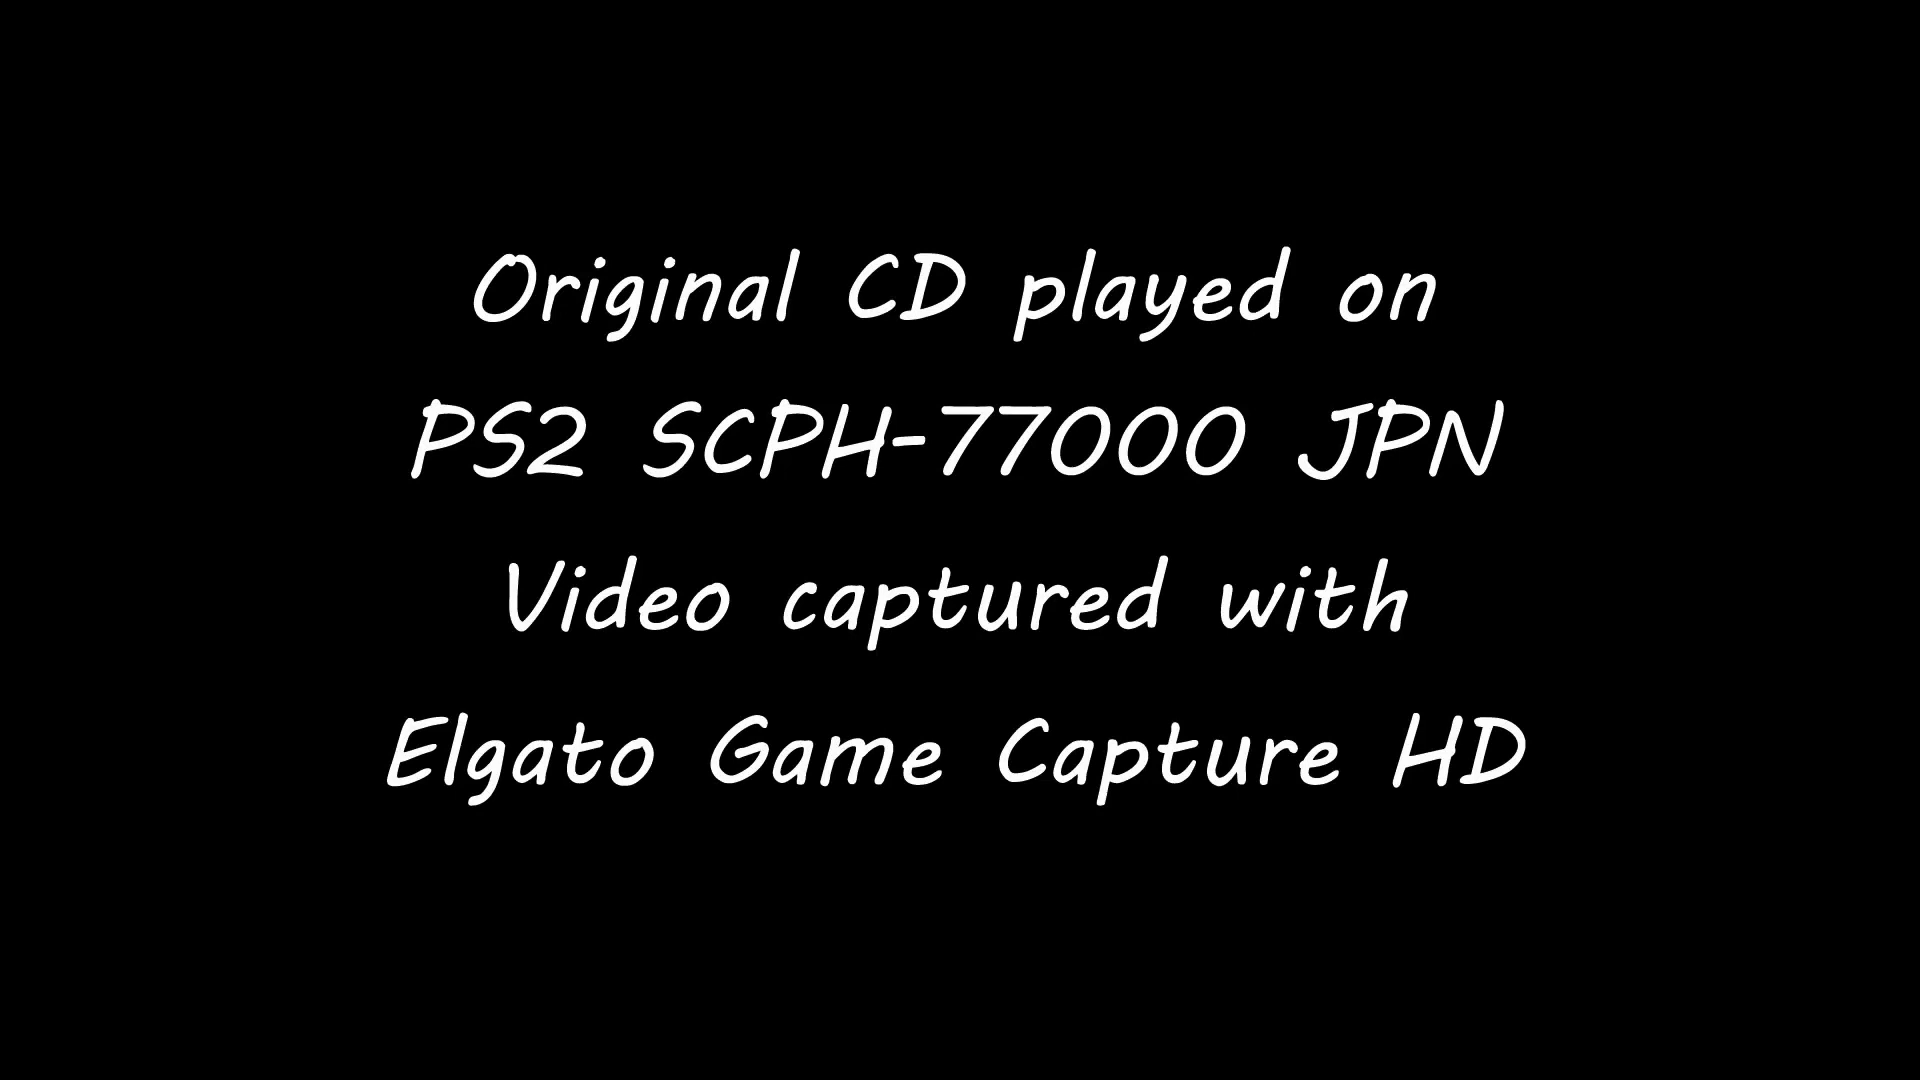 Original CD played on
PS2 SCPH-77000 JPN
Video captured with
Elgato Game Capture HD